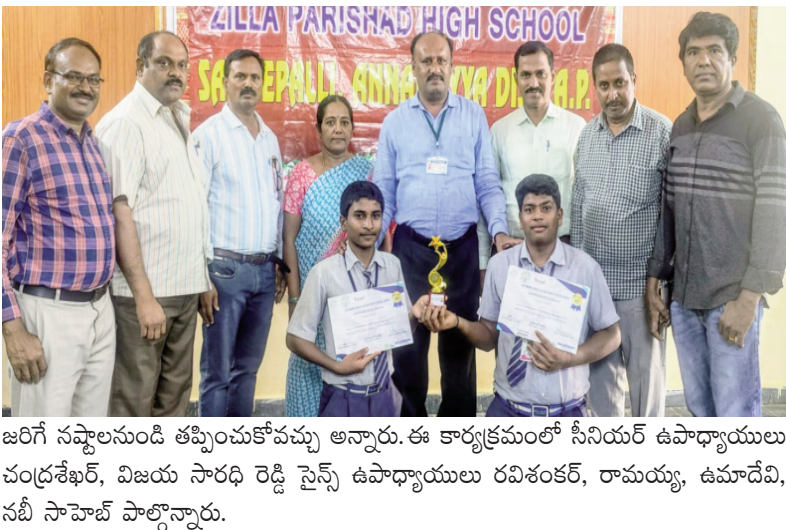 ZILLA PARISHAD HIGH SCHOOL
జరిగే నష్టాలనుండి తప్పించుకోవచ్చు అన్నారు.ఈ కార్యక్రమంలో సీనియర్ ఉపాధ్యాయులు
చంద్రశేఖర్, విజయ సారధి రెడ్డి సైన్స్ ఉపాధ్యాయులు రవిశంకర్, రామయ్య, ఉమాదేవి,
నబీ సాహెబ్ పాల్గొన్నారు.